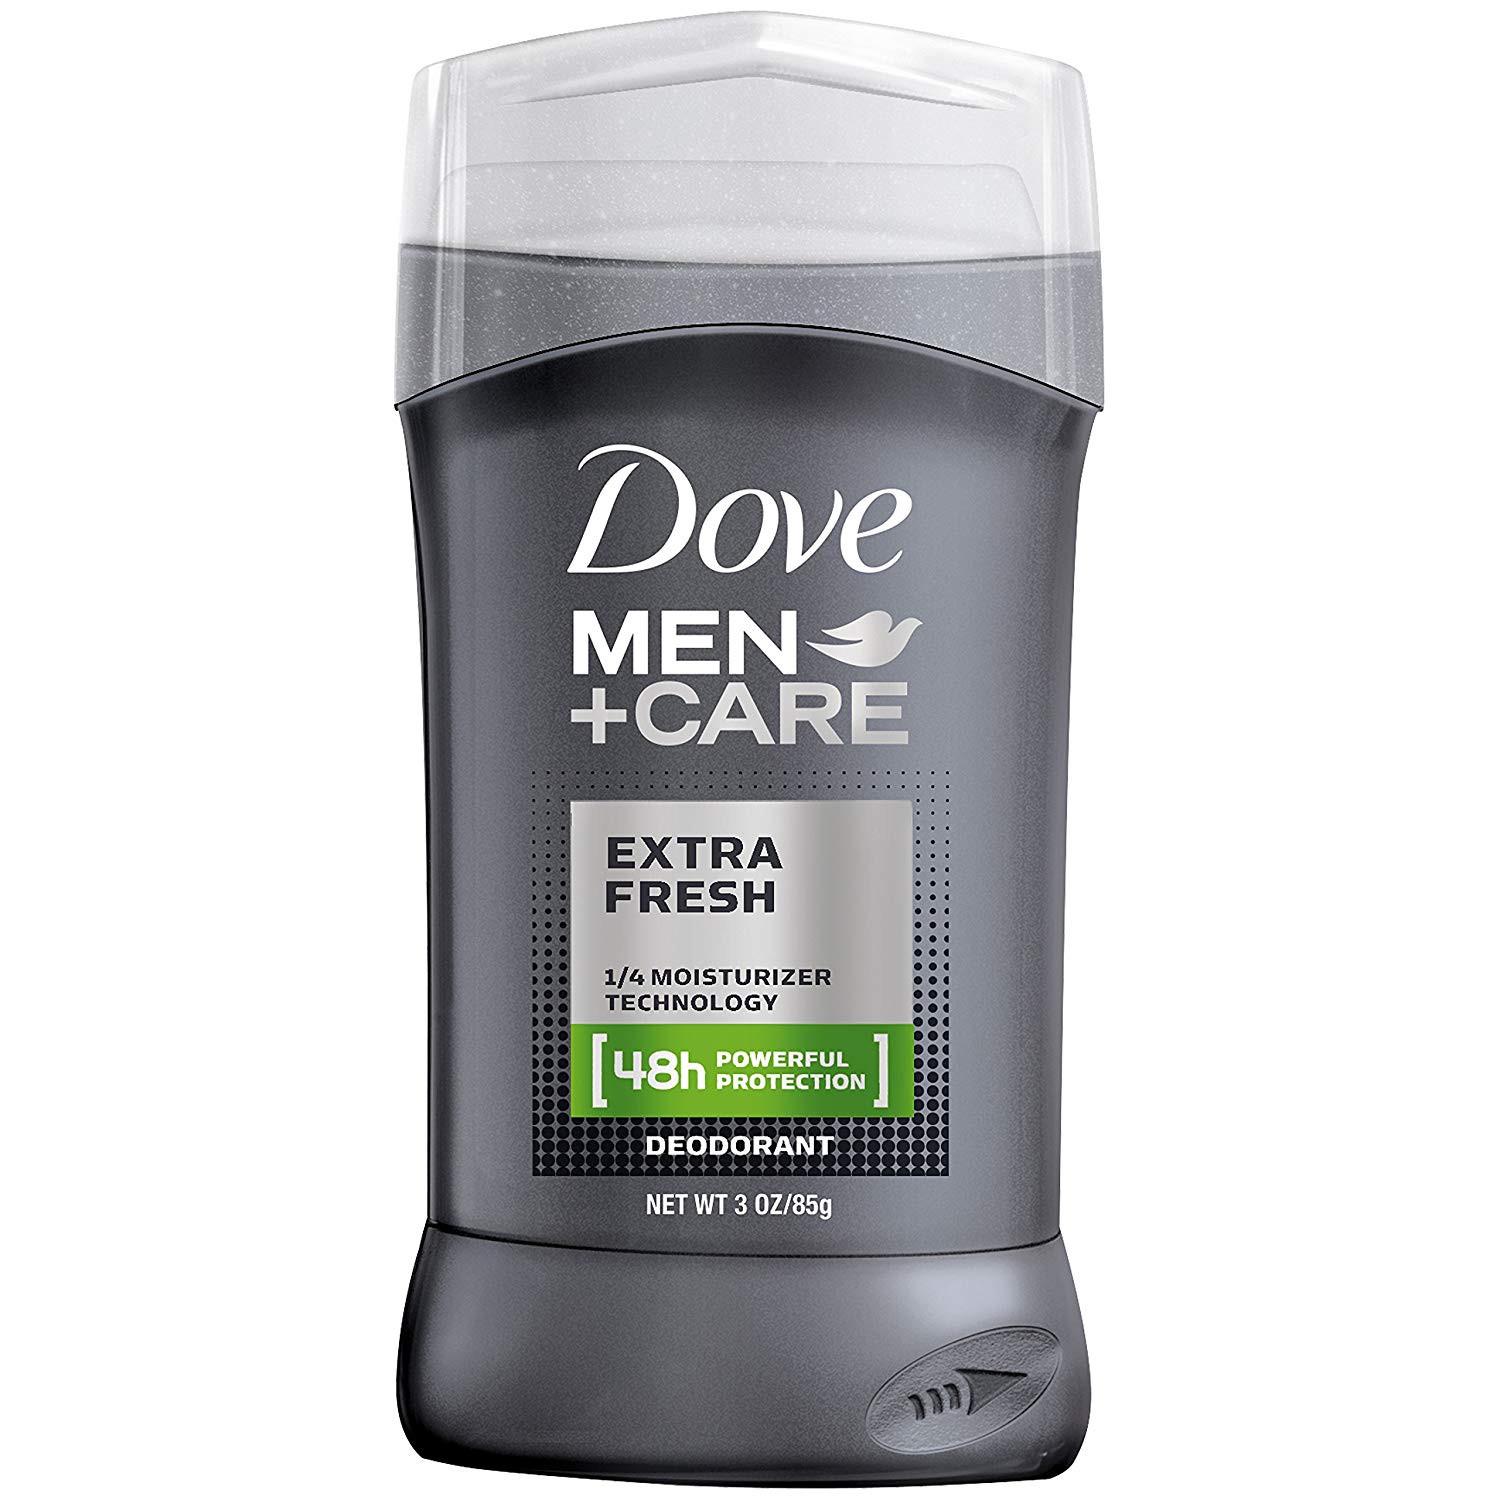 Dove
MEN
+CARE
EXTRA
FRESH
1/4 MOISTURIZER
TECHNOLOGY
[48h POWERFUL
PROTECTION]
DEODORANT
NET WT 3 OZ/85g